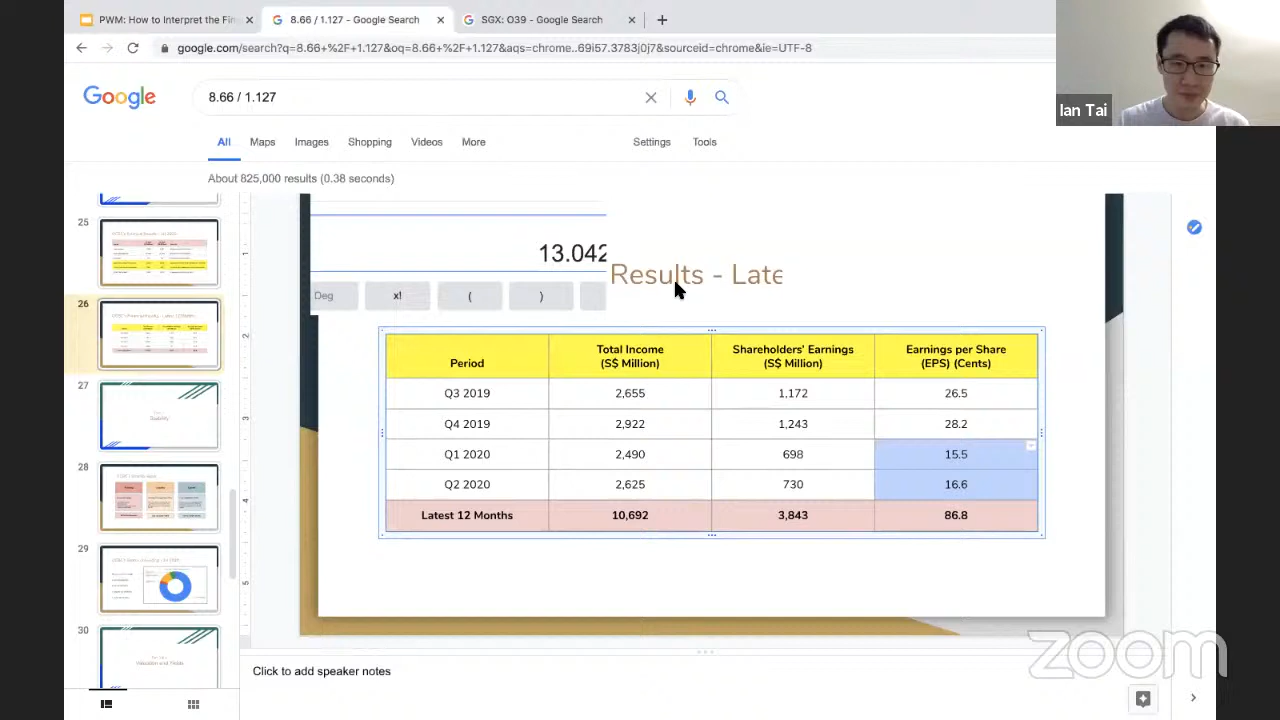 PWM: How to Interpret the Fin
8.66 / 1.127 - Google Search
SGX: O39 - Google Search
google.com/search?q=8.66+%2F+1.127&oq=8.66+%2F+1.127&aqs=chrome..69i57.3783j0j7&sourceid=chrome&ie=UTF-8
Ian Tai
Google
8.66 / 1.127
All Maps Images Shopping Videos More Settings Tools
About 825,000 results (0.38 seconds)
25
26
27
28
29
30
1
2
3
4
5
13.042
Deg x! ( )
Results - Late
Period Total Income (S$ Million) Shareholders' Earnings (S$ Million) Earnings per Share (EPS) (Cents)
Q3 2019 2,655 1,172 26.5
Q4 2019 2,922 1,243 28.2
Q1 2020 2,490 698 15.5
Q2 2020 2,625 730 16.6
Latest 12 Months 10,692 3,843 86.8
Click to add speaker notes
zoom